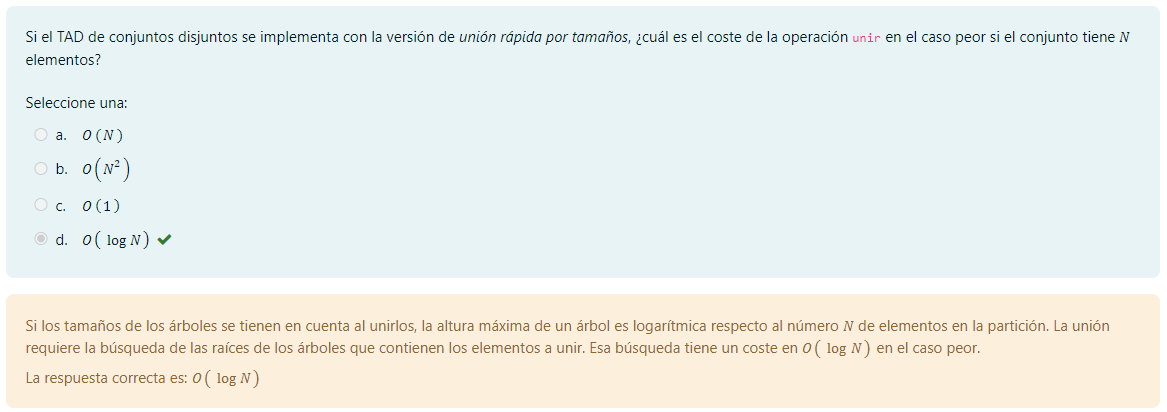 Si el TAD de conjuntos disjuntos se implementa con la versión de unión rápida por tamaños, ¿cuál es el coste de la operación unir en el caso peor si el conjunto tiene N
elementos?
Seleccione una:
a. O(N)
b. O(N²)
c. O(1)
d. O( log N)
Si los tamaños de los árboles se tienen en cuenta al unirlos, la altura máxima de un árbol es logarítmica respecto al número N de elementos en la partición. La unión
requiere la búsqueda de las raíces de los árboles que contienen los elementos a unir. Esa búsqueda tiene un coste en O( log N) en el caso peor.
La respuesta correcta es: O( log N)